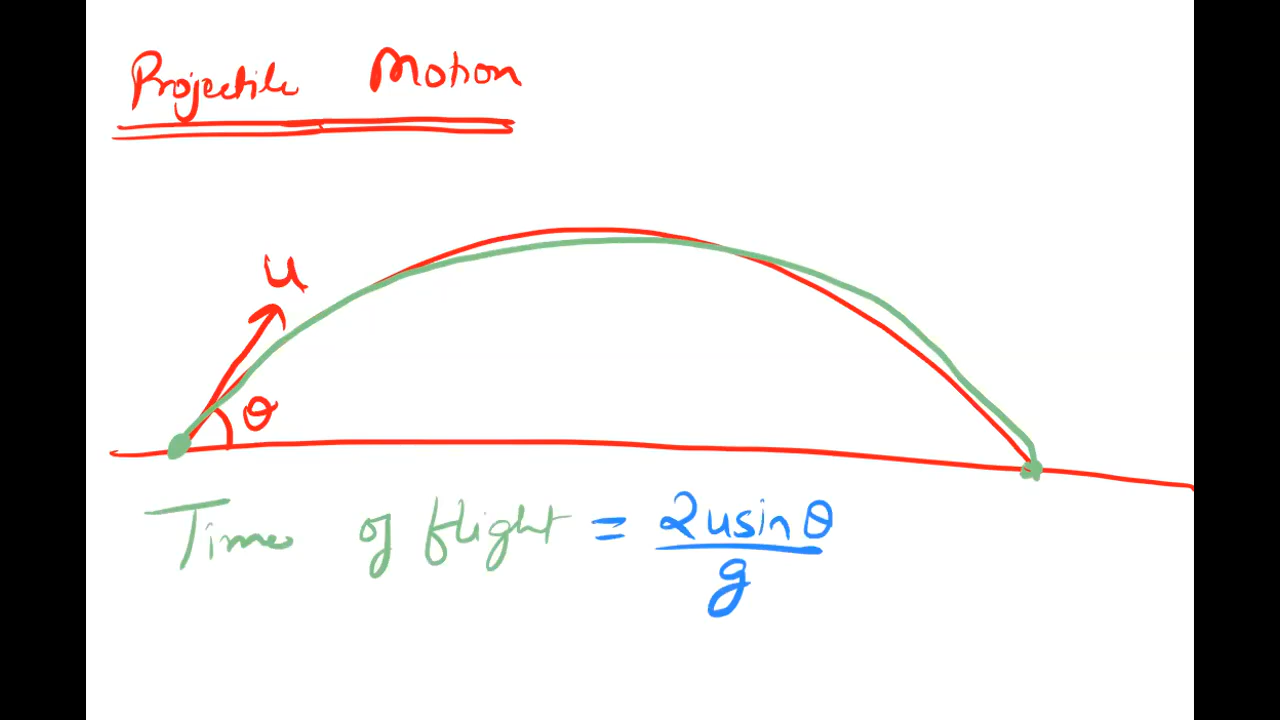 Projectile Motion
u
θ
Time of flight = 2usinθ
g